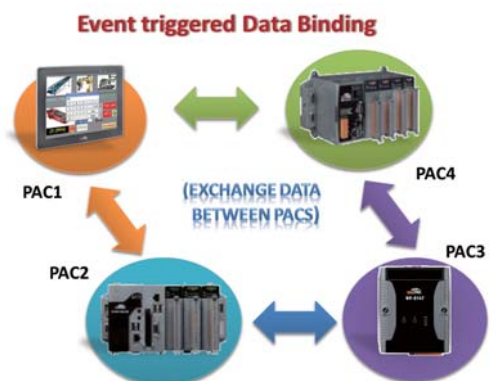 Event triggered Data Binding
PAC1
PAC4
(EXCHANGE DATA
BETWEEN PACS)
PAC2
PAC3